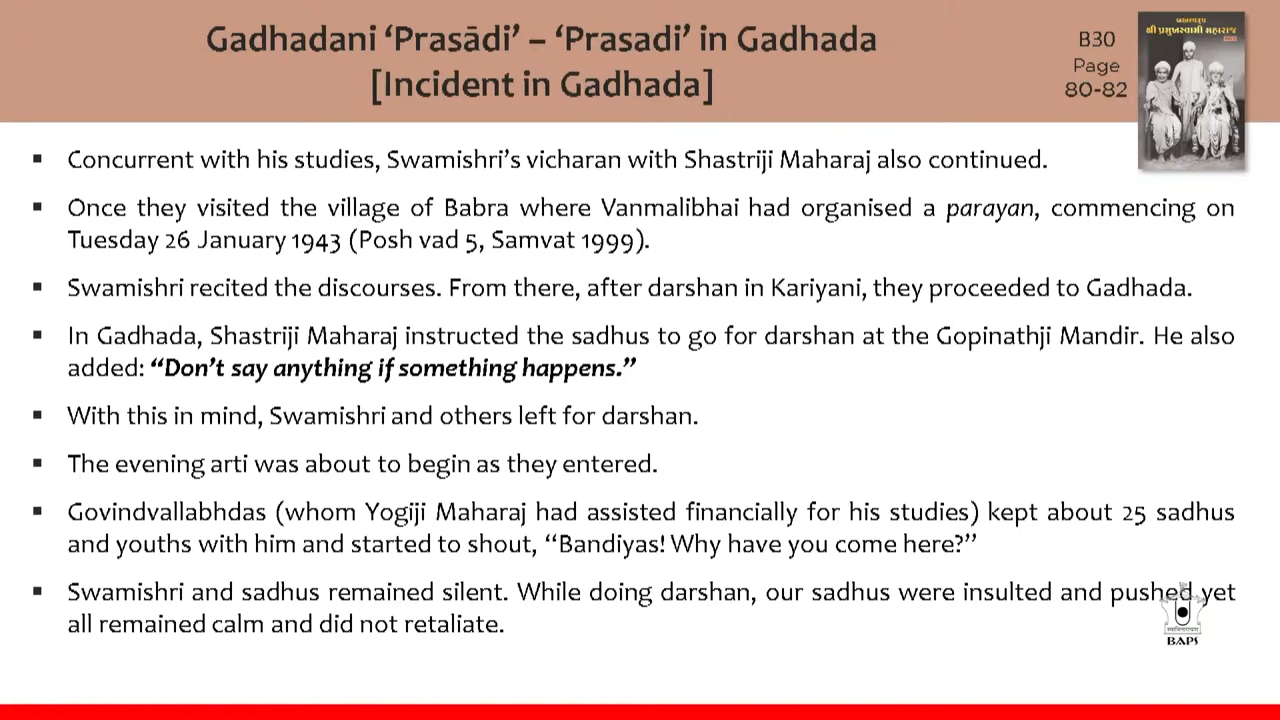 Gadhadani ‘Prasādi’ – ‘Prasadi’ in Gadhada
[Incident in Gadhada]
B30
Page
80-82
બ્રહ્મસ્વરૂપ
શ્રી પ્રમુખસ્વામી મહારાજ
▪ Concurrent with his studies, Swamishri’s vicharan with Shastriji Maharaj also continued.
▪ Once they visited the village of Babra where Vanmalibhai had organised a parayan, commencing on
Tuesday 26 January 1943 (Posh vad 5, Samvat 1999).
▪ Swamishri recited the discourses. From there, after darshan in Kariyani, they proceeded to Gadhada.
▪ In Gadhada, Shastriji Maharaj instructed the sadhus to go for darshan at the Gopinathji Mandir. He also
added: “Don’t say anything if something happens.”
▪ With this in mind, Swamishri and others left for darshan.
▪ The evening arti was about to begin as they entered.
▪ Govindvallabhdas (whom Yogiji Maharaj had assisted financially for his studies) kept about 25 sadhus
and youths with him and started to shout, “Bandiyas! Why have you come here?”
▪ Swamishri and sadhus remained silent. While doing darshan, our sadhus were insulted and pushed yet
all remained calm and did not retaliate.
BAPS